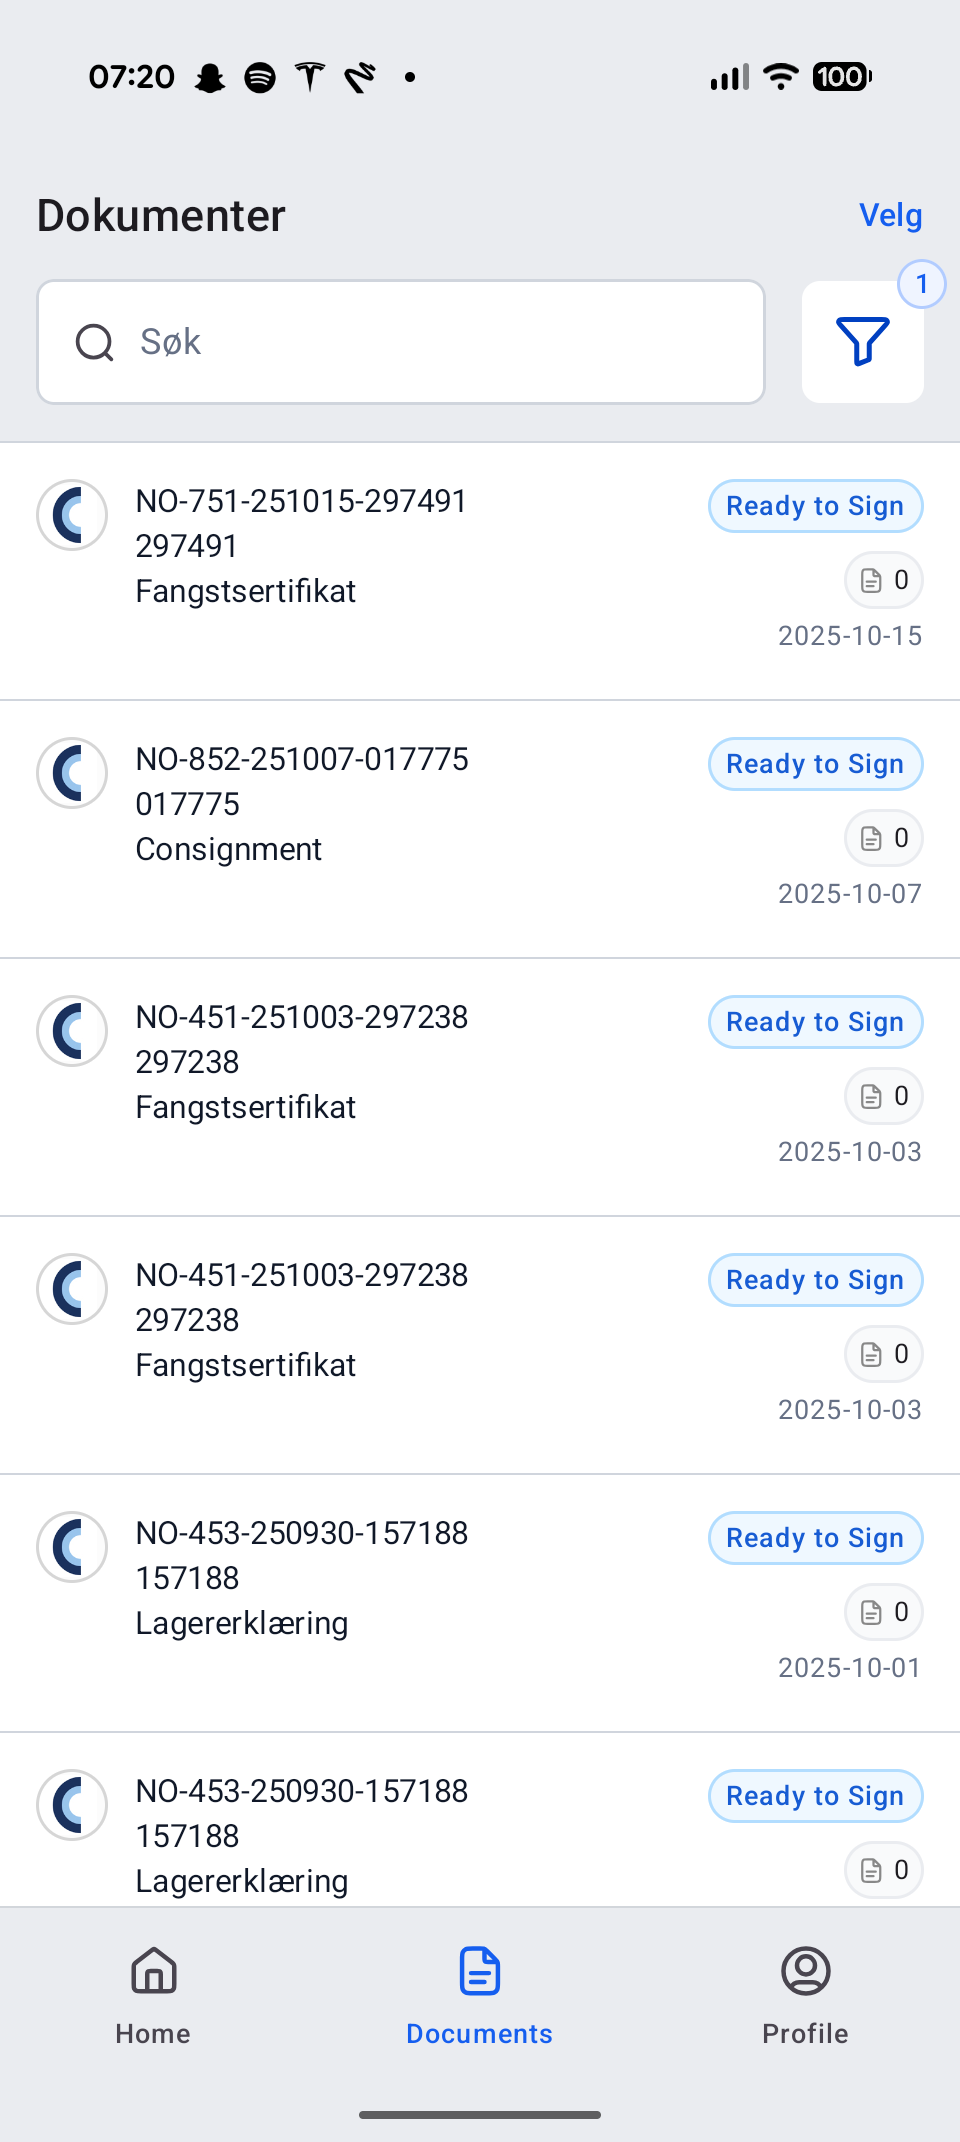 07:20
100
Dokumenter
Velg
1
Søk
NO-751-251015-297491
Ready to Sign
297491
0
Fangstsertifikat
2025-10-15
NO-852-251007-017775
Ready to Sign
017775
0
Consignment
2025-10-07
NO-451-251003-297238
Ready to Sign
297238
0
Fangstsertifikat
2025-10-03
NO-451-251003-297238
Ready to Sign
297238
0
Fangstsertifikat
2025-10-03
NO-453-250930-157188
Ready to Sign
157188
0
Lagererklæring
2025-10-01
NO-453-250930-157188
Ready to Sign
157188
0
Lagererklæring
Home
Documents
Profile